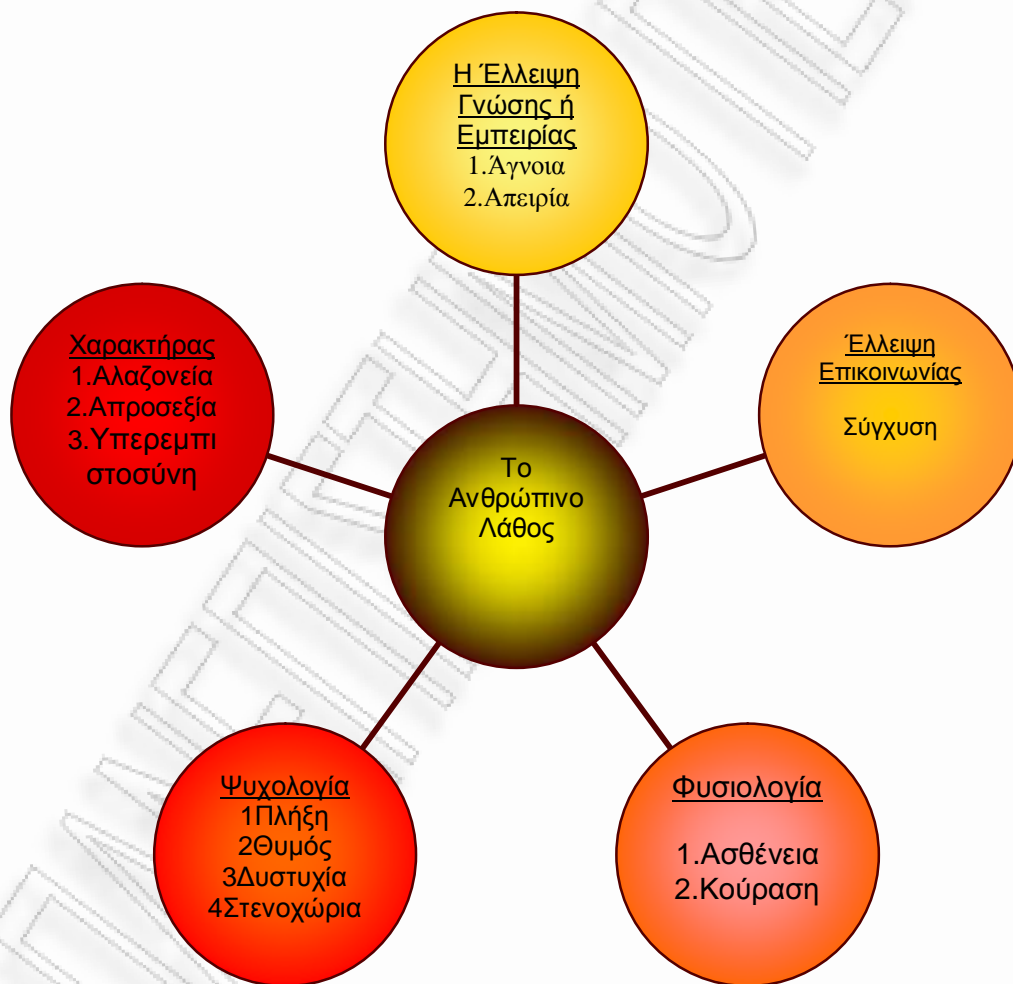 Η Έλλειψη
Γνώσης ή
Εμπειρίας
1.Άγνοια
2.Απειρία
Χαρακτήρας
1.Αλαζονεία
2.Απροσεξία
3.Υπερεμπι
στοσύνη
Έλλειψη
Επικοινωνίας
Σύγχυση
Το
Ανθρώπινο
Λάθος
Ψυχολογία
1Πλήξη
2Θυμός
3Δυστυχία
4Στενοχώρια
Φυσιολογία
1.Ασθένεια
2.Κούραση